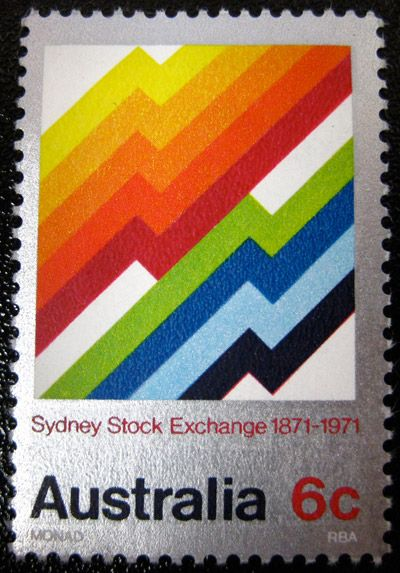 Sydney Stock Exchange 1871-1971
Australia 6c
MONAD RBA